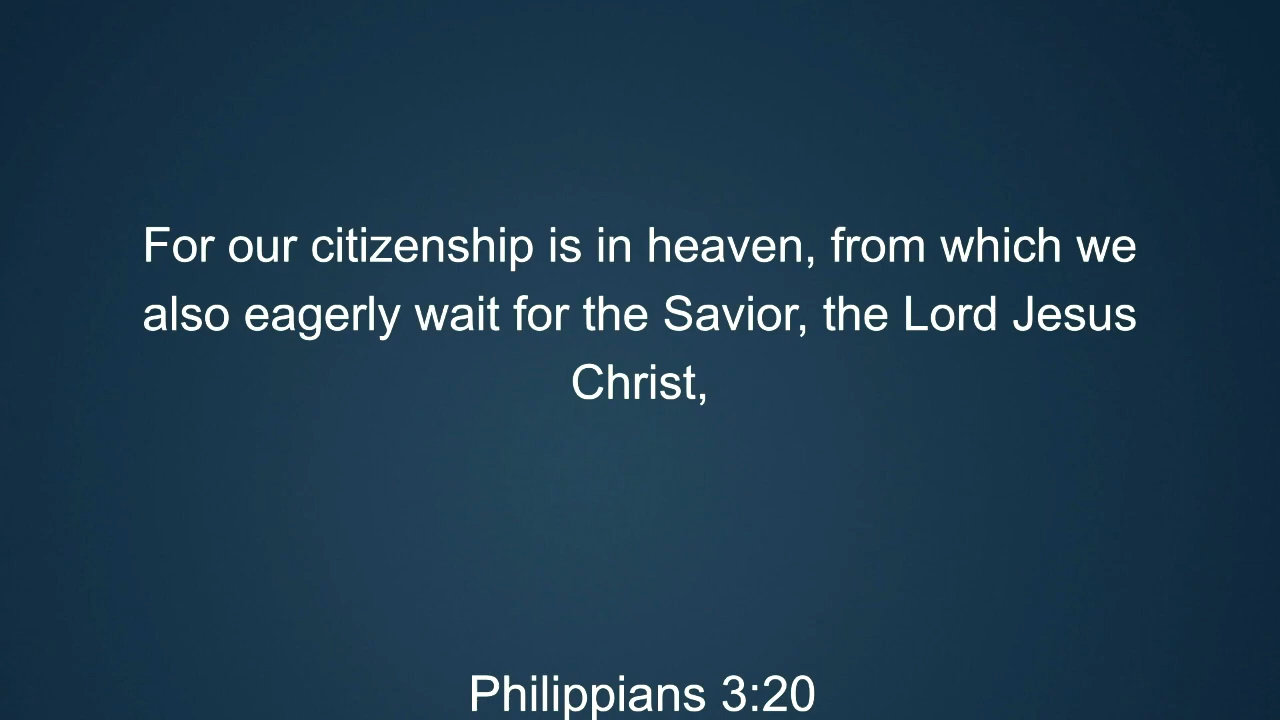 For our citizenship is in heaven, from which we
also eagerly wait for the Savior, the Lord Jesus
Christ,
Philippians 3:20